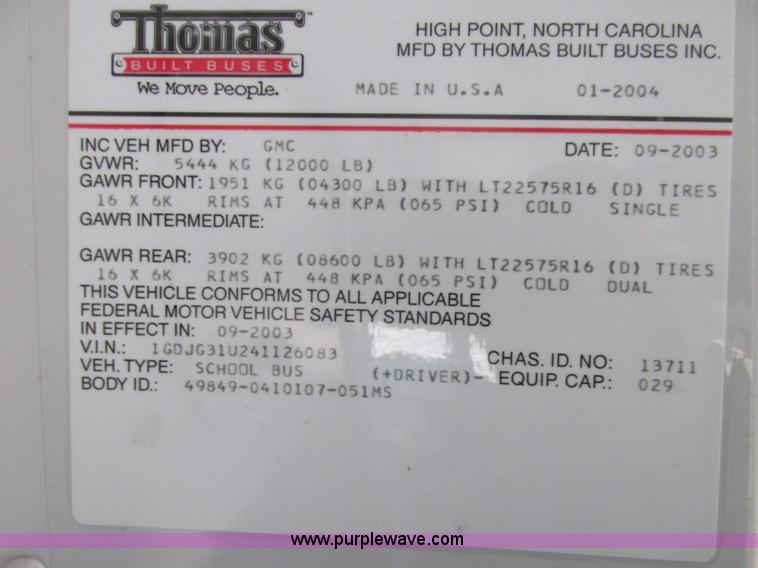 Thomas™
BUILT BUSES
We Move People.
HIGH POINT, NORTH CAROLINA
MFD BY THOMAS BUILT BUSES INC.
MADE IN U.S.A 01-2004
INC VEH MFD BY: GMC DATE: 09-2003
GVWR: 5444 KG (12000 LB)
GAWR FRONT: 1951 KG (04300 LB) WITH LT22575R16 (D) TIRES
16 X 6K RIMS AT 448 KPA (065 PSI) COLD SINGLE
GAWR INTERMEDIATE:
GAWR REAR: 3902 KG (08600 LB) WITH LT22575R16 (D) TIRES
16 X 6K RIMS AT 448 KPA (065 PSI) COLD DUAL
THIS VEHICLE CONFORMS TO ALL APPLICABLE
FEDERAL MOTOR VEHICLE SAFETY STANDARDS
IN EFFECT IN: 09-2003
V.I.N.: 1GDJG31U241126083 CHAS. ID. NO: 13711
VEH. TYPE: SCHOOL BUS (+DRIVER)- EQUIP. CAP.: 029
BODY ID.: 49849-0410107-051MS
www.purplewave.com